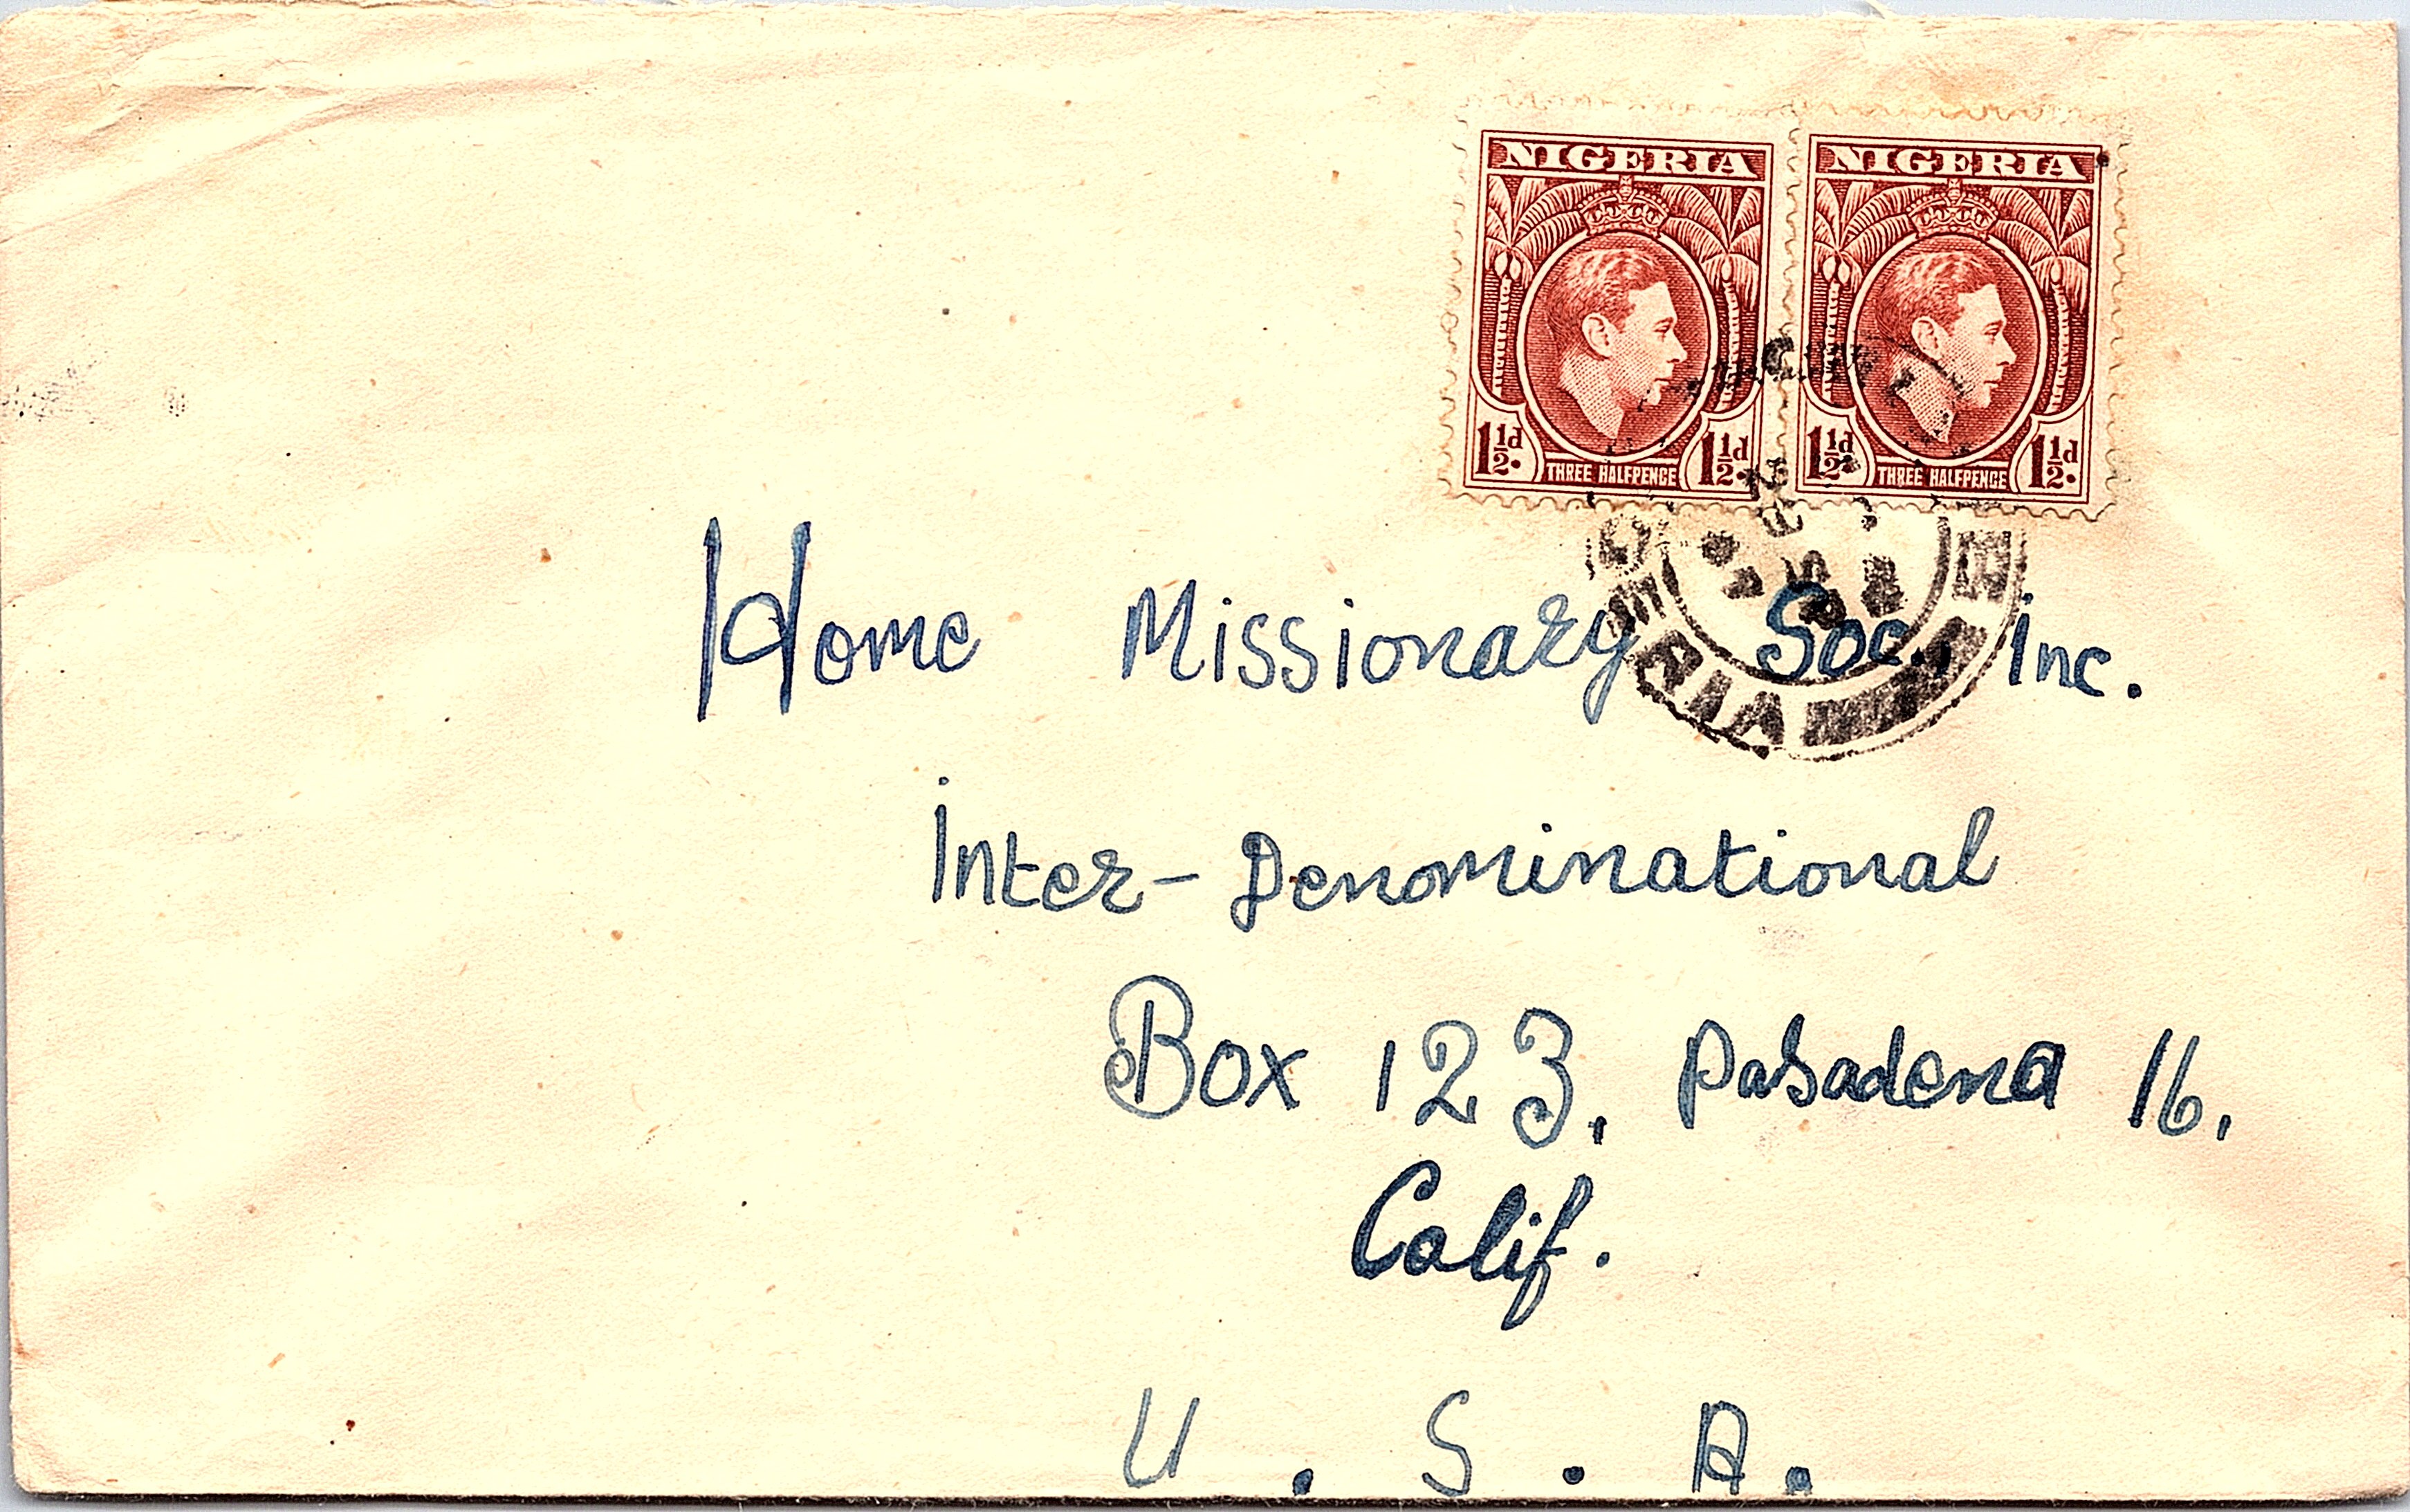 NIGERIA NIGERIA
1½d. THREE HALFPENCE 1½d. 1½d. THREE HALFPENCE 1½d.
Home Missionary Soc., Inc.
Inter-Denominational
Box 123, Pasadena 16,
Calif.
U. S. A.